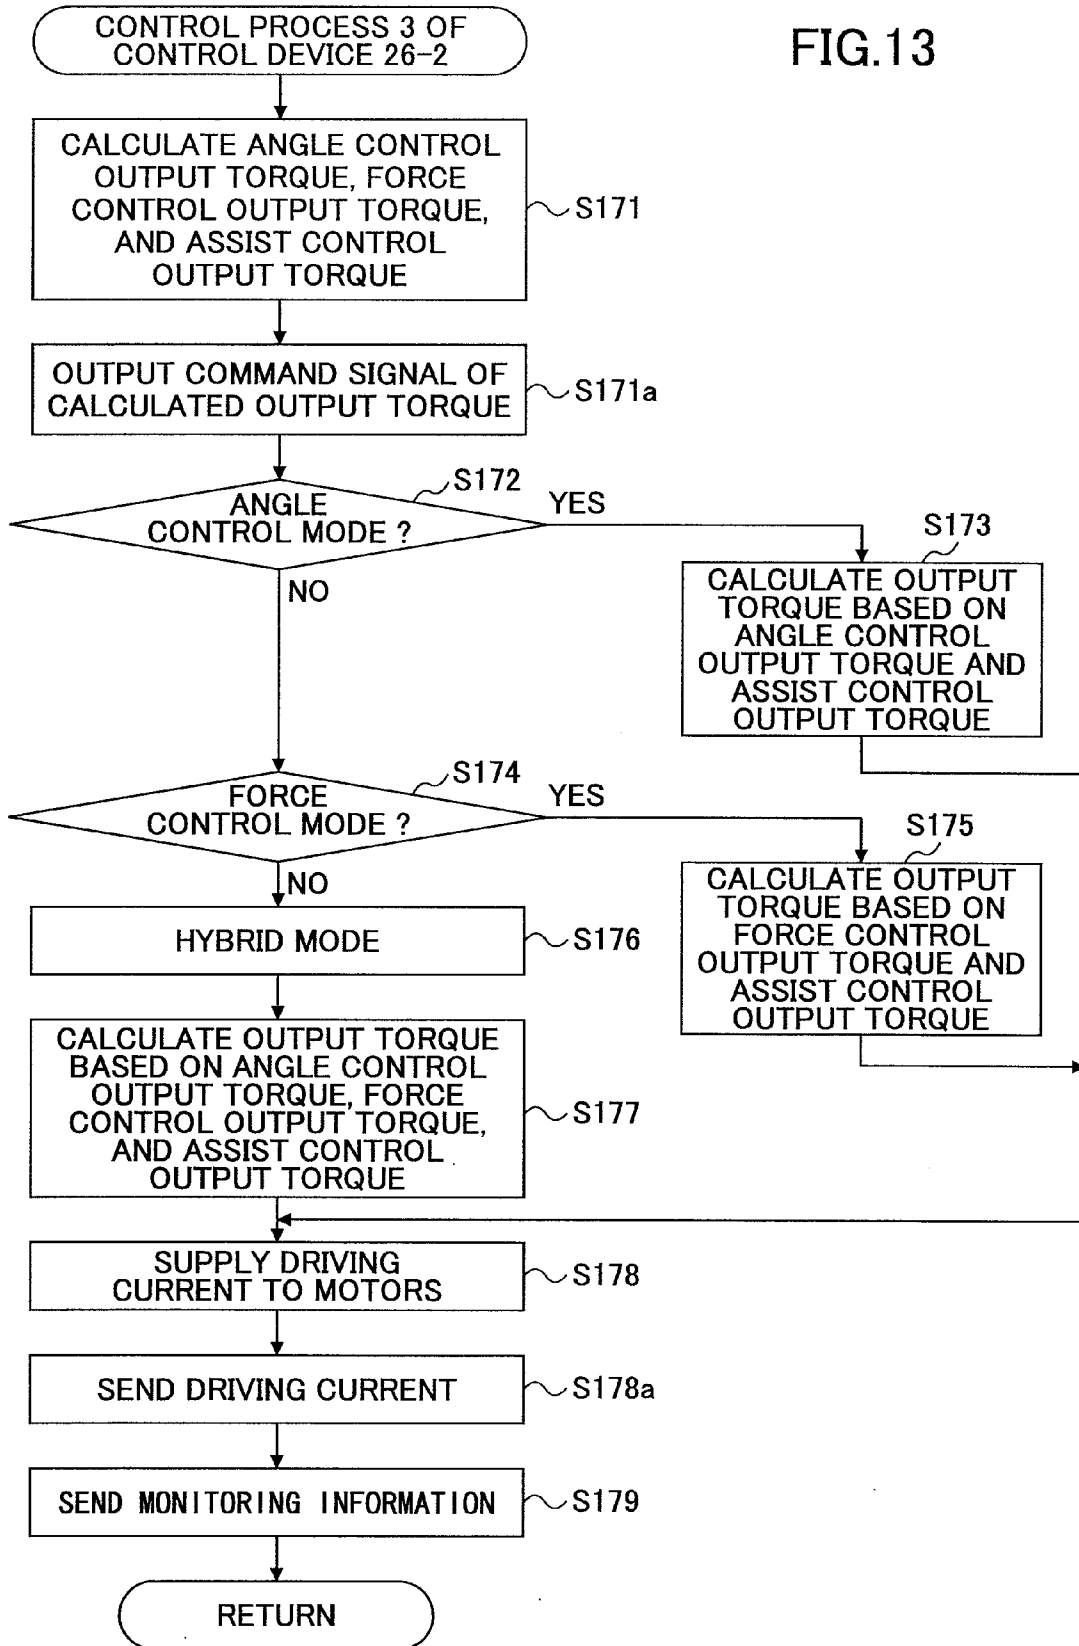 CONTROL PROCESS 3 OF
CONTROL DEVICE 26-2
FIG.13
CALCULATE ANGLE CONTROL
OUTPUT TORQUE, FORCE
CONTROL OUTPUT TORQUE,
AND ASSIST CONTROL
OUTPUT TORQUE
S171
OUTPUT COMMAND SIGNAL OF
CALCULATED OUTPUT TORQUE
S171a
S172
ANGLE
CONTROL MODE ?
YES
NO
S173
CALCULATE OUTPUT
TORQUE BASED ON
ANGLE CONTROL
OUTPUT TORQUE AND
ASSIST CONTROL
OUTPUT TORQUE
S174
FORCE
CONTROL MODE ?
YES
NO
S175
CALCULATE OUTPUT
TORQUE BASED ON
FORCE CONTROL
OUTPUT TORQUE AND
ASSIST CONTROL
OUTPUT TORQUE
HYBRID MODE
S176
CALCULATE OUTPUT TORQUE
BASED ON ANGLE CONTROL
OUTPUT TORQUE, FORCE
CONTROL OUTPUT TORQUE,
AND ASSIST CONTROL
OUTPUT TORQUE
S177
SUPPLY DRIVING
CURRENT TO MOTORS
S178
SEND DRIVING CURRENT
S178a
SEND MONITORING INFORMATION
S179
RETURN